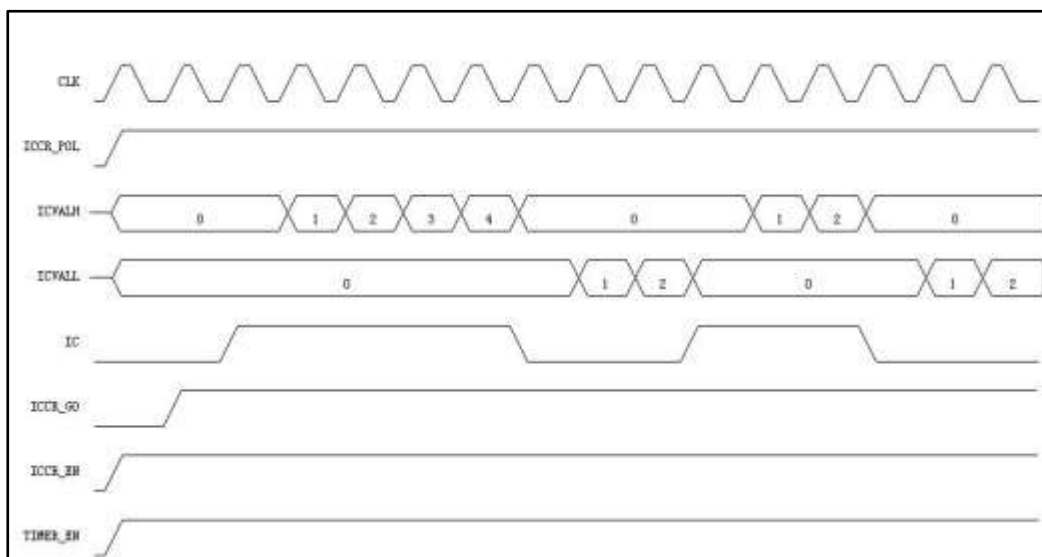 CLK
ICCR_POL
ICVALH 0 1 2 3 4 0 1 2 0
ICVALL 0 1 2 0 1 2
IC
ICCR_GO
ICCR_EN
TIMER_EN